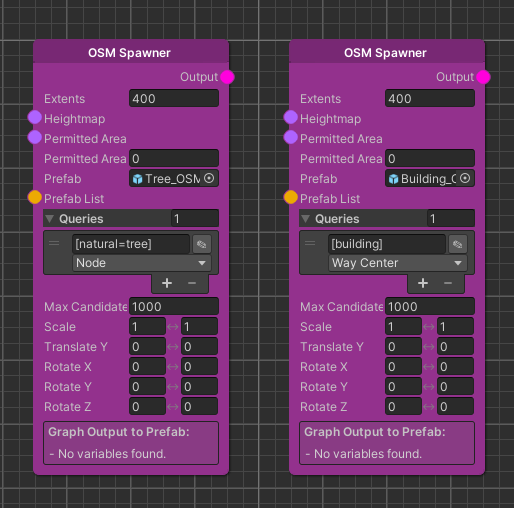 OSM Spawner
Output
Extents 400
Heightmap
Permitted Area
Permitted Area 0
Prefab Tree_OSM
Prefab List
Queries 1
[natural=tree]
Node
+ −
Max Candidate 1000
Scale 1 ↔ 1
Translate Y 0 ↔ 0
Rotate X 0 ↔ 0
Rotate Y 0 ↔ 0
Rotate Z 0 ↔ 0
Graph Output to Prefab:
- No variables found.
OSM Spawner
Output
Extents 400
Heightmap
Permitted Area
Permitted Area 0
Prefab Building_
Prefab List
Queries 1
[building]
Way Center
+ −
Max Candidate 1000
Scale 1 ↔ 1
Translate Y 0 ↔ 0
Rotate X 0 ↔ 0
Rotate Y 0 ↔ 0
Rotate Z 0 ↔ 0
Graph Output to Prefab:
- No variables found.